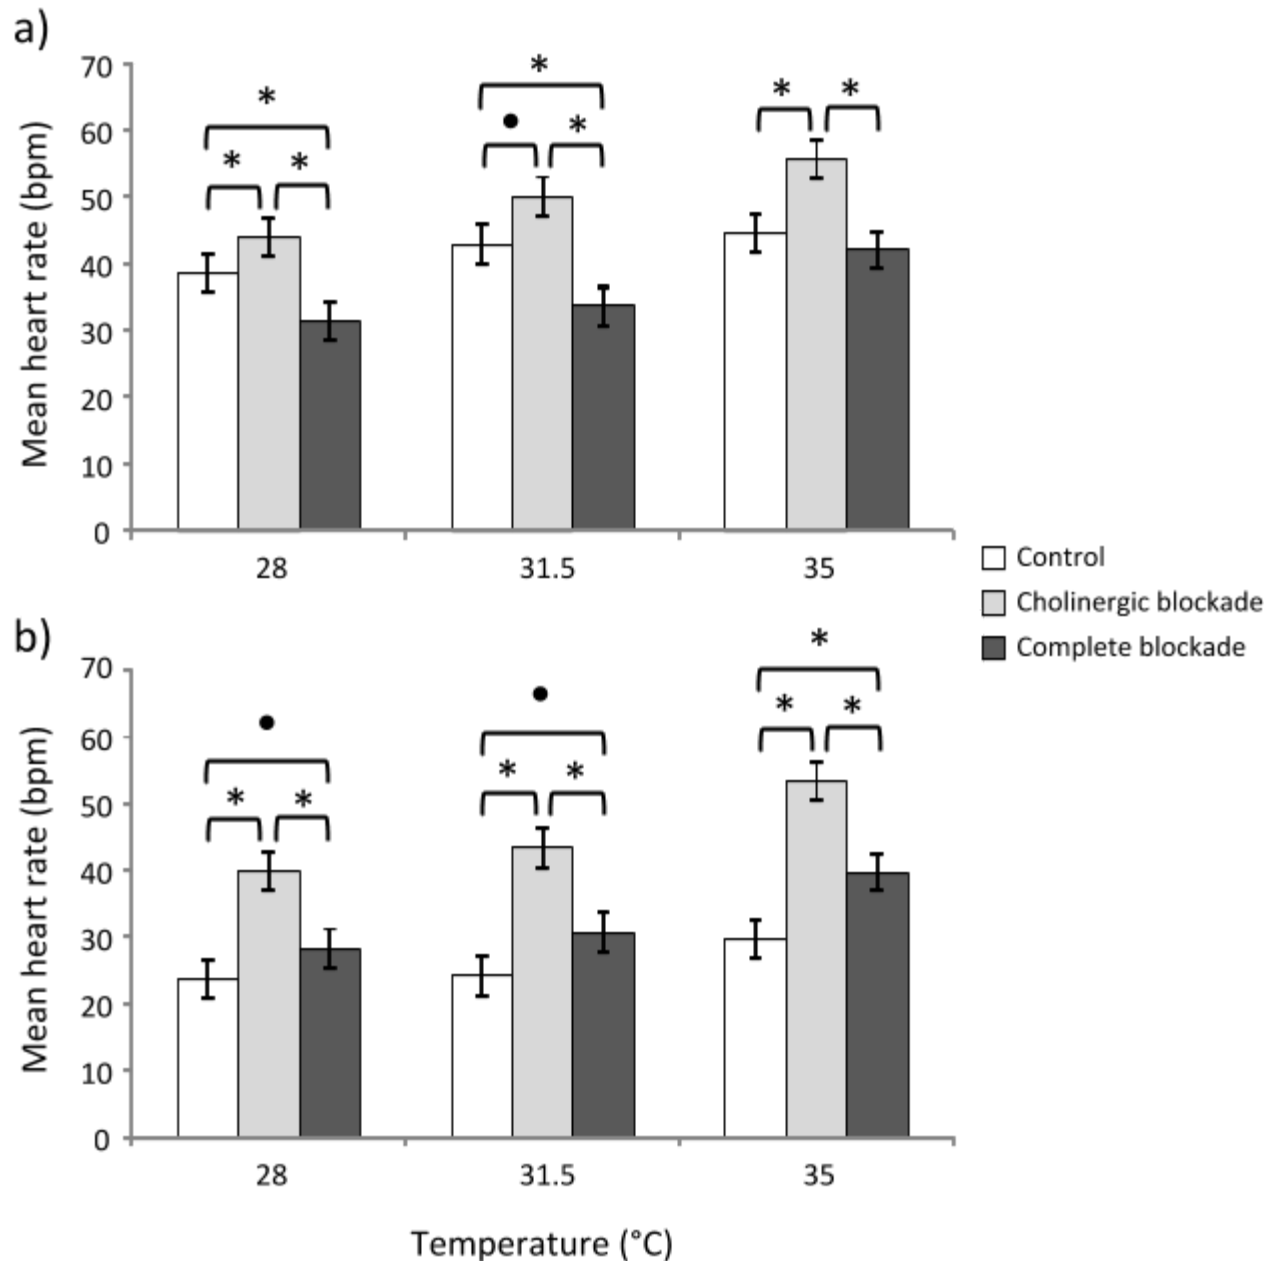 a)
Mean heart rate (bpm)
70
60
50
40
30
20
10
0
* * *
* • *
* *
28 31.5 35
Control
Cholinergic blockade
Complete blockade
b)
Mean heart rate (bpm)
70
60
50
40
30
20
10
0
• * *
• * *
* * *
28 31.5 35
Temperature (°C)